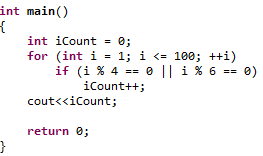 int main()
{
    int iCount = 0;
    for (int i = 1; i <= 100; ++i)
        if (i % 4 == 0 || i % 6 == 0)
            iCount++;
    cout<<iCount;

    return 0;
}